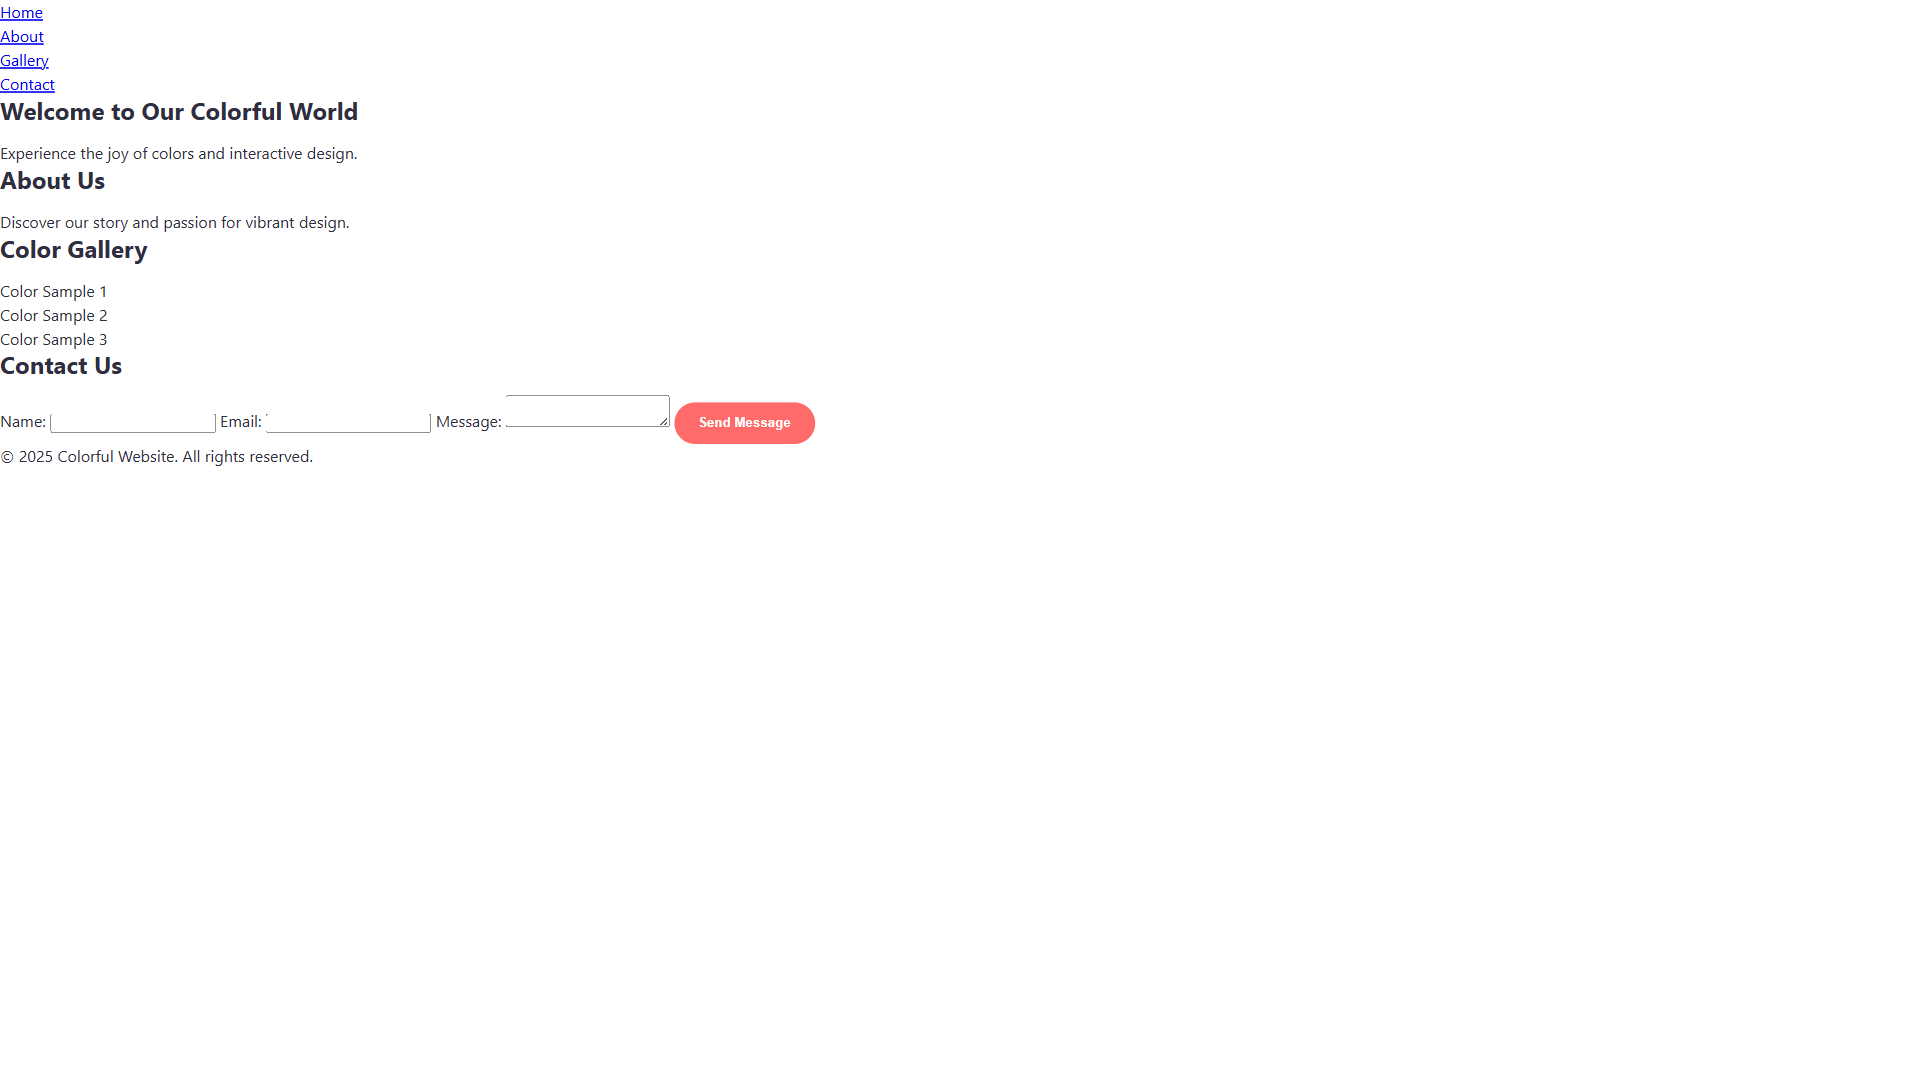 Home
About
Gallery
Contact
Welcome to Our Colorful World
Experience the joy of colors and interactive design.
About Us
Discover our story and passion for vibrant design.
Color Gallery
Color Sample 1
Color Sample 2
Color Sample 3
Contact Us
Name: Email: Message: Send Message
© 2025 Colorful Website. All rights reserved.